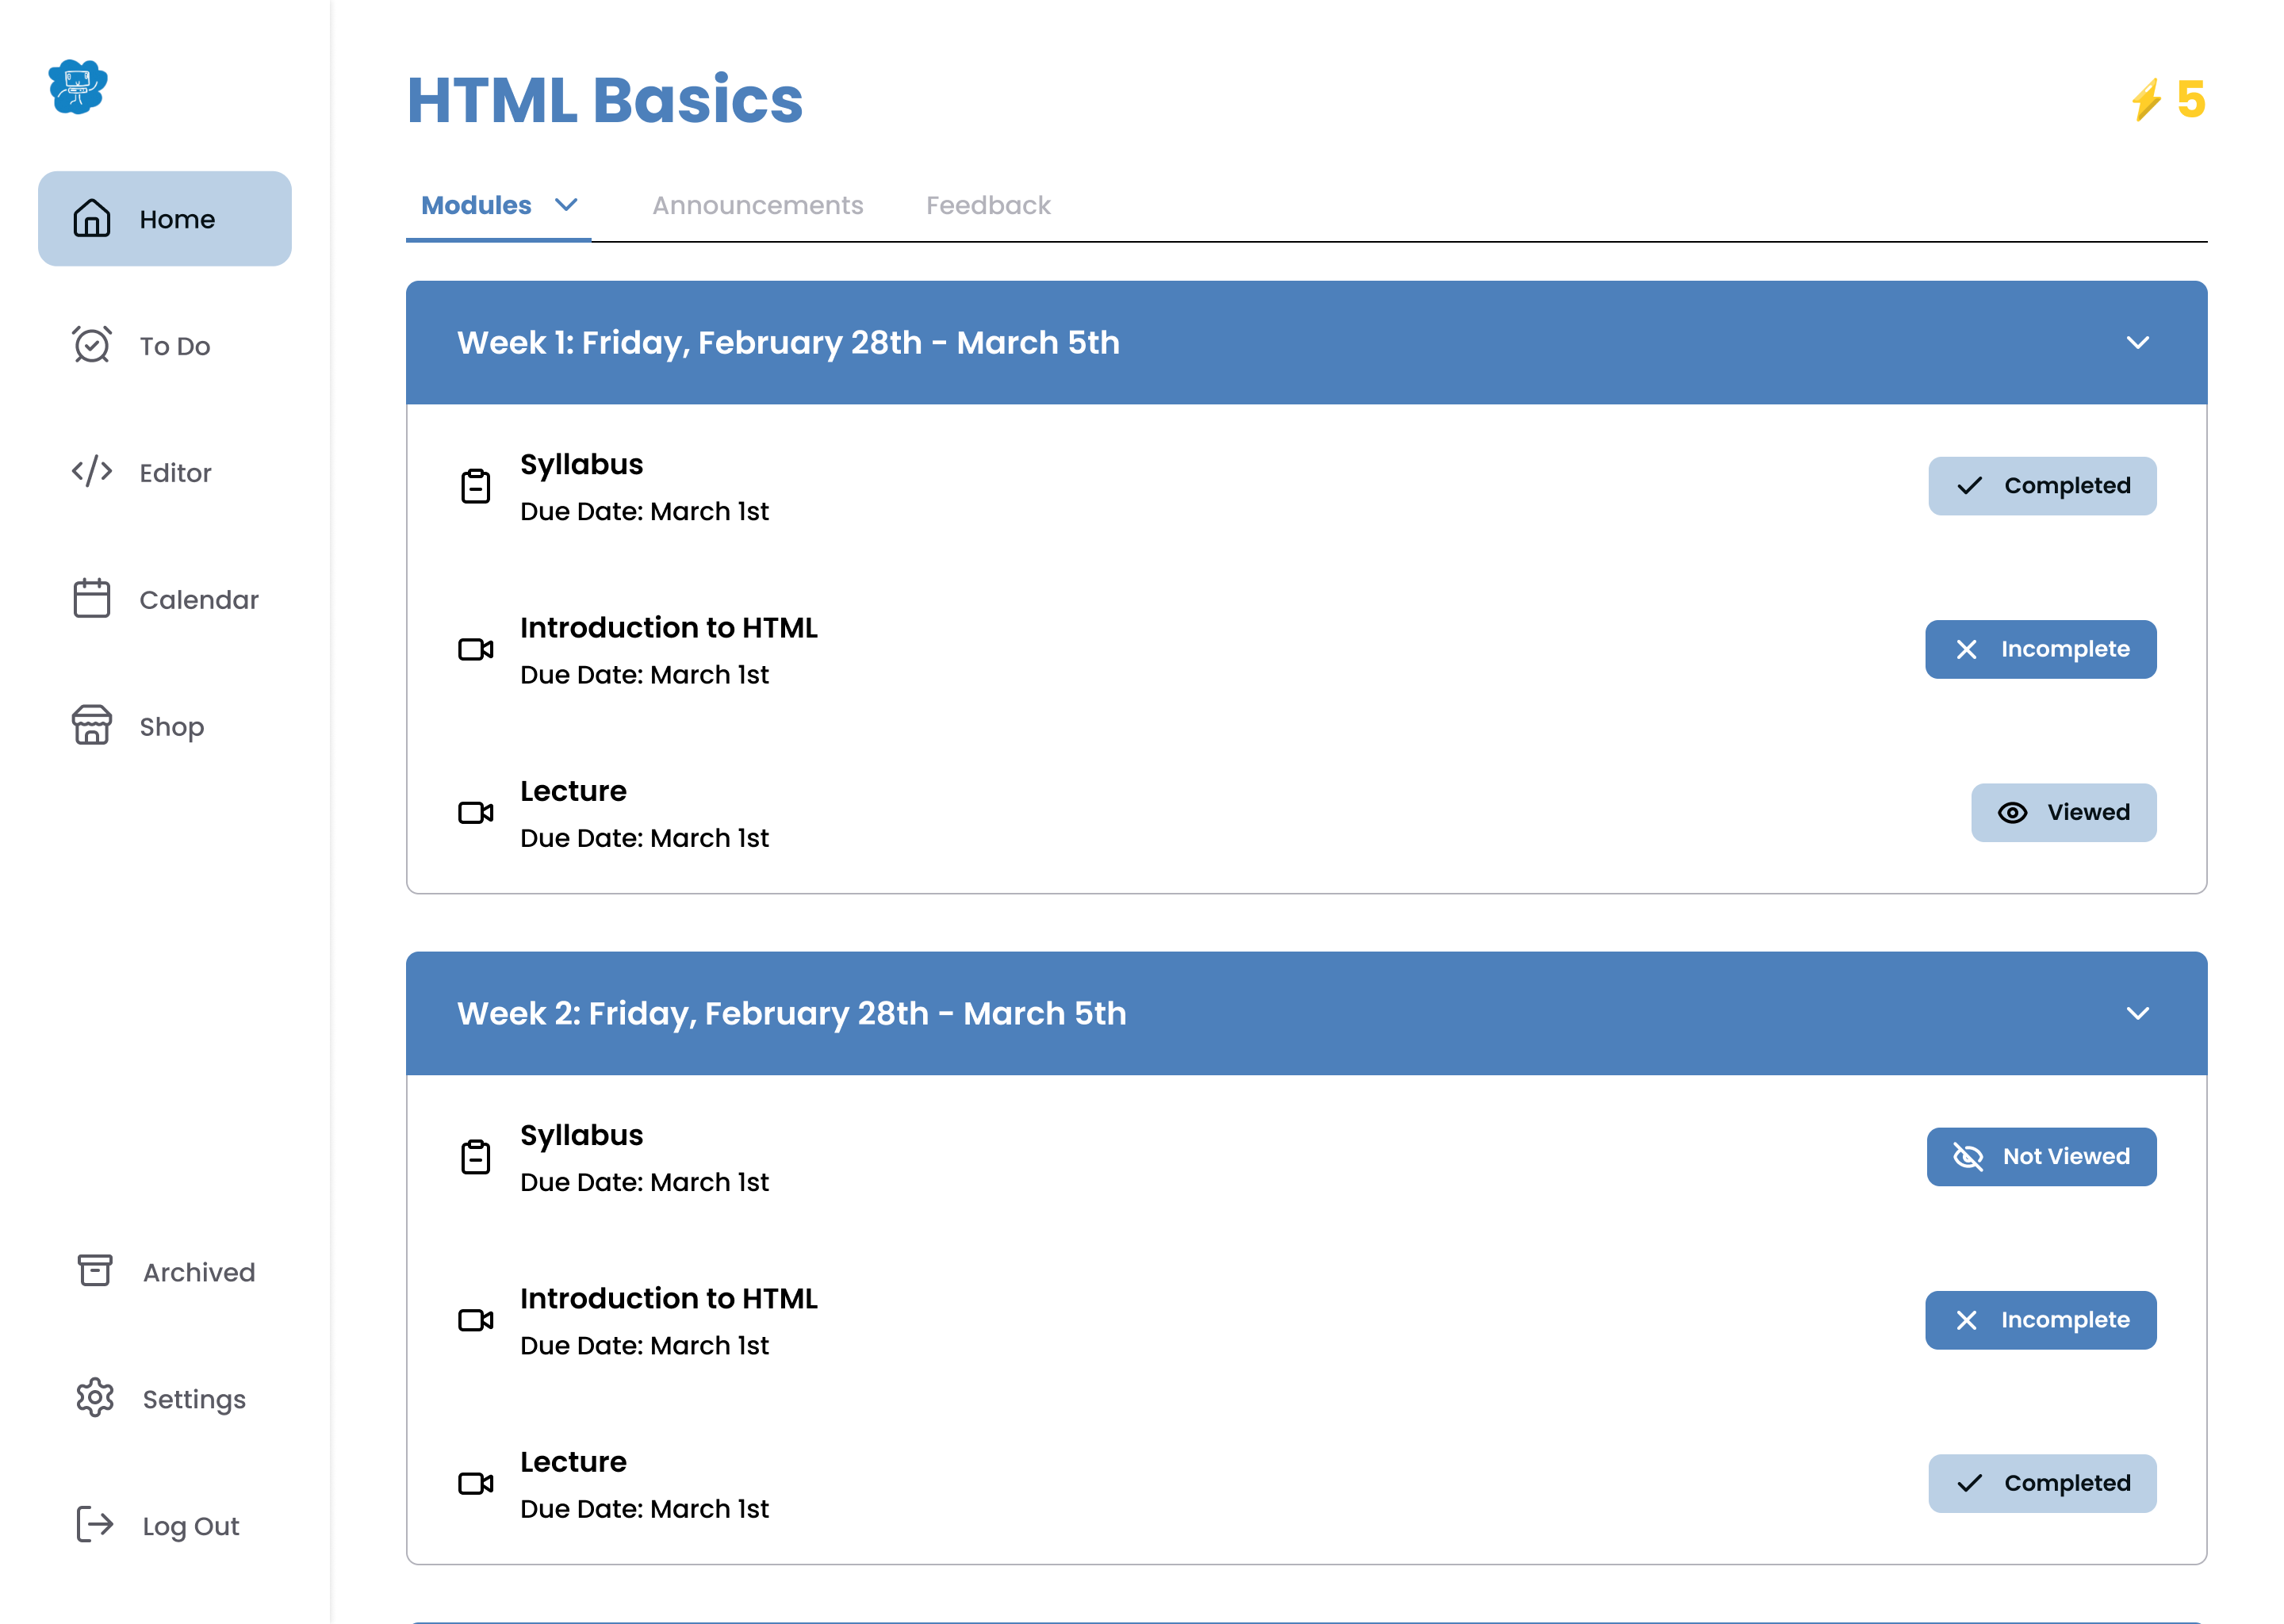 HTML Basics
⚡ 5
Home
To Do
Editor
Calendar
Shop
Archived
Settings
Log Out
Modules
Announcements
Feedback
Week 1: Friday, February 28th - March 5th
Syllabus
Due Date: March 1st
Completed
Introduction to HTML
Due Date: March 1st
Incomplete
Lecture
Due Date: March 1st
Viewed
Week 2: Friday, February 28th - March 5th
Syllabus
Due Date: March 1st
Not Viewed
Introduction to HTML
Due Date: March 1st
Incomplete
Lecture
Due Date: March 1st
Completed